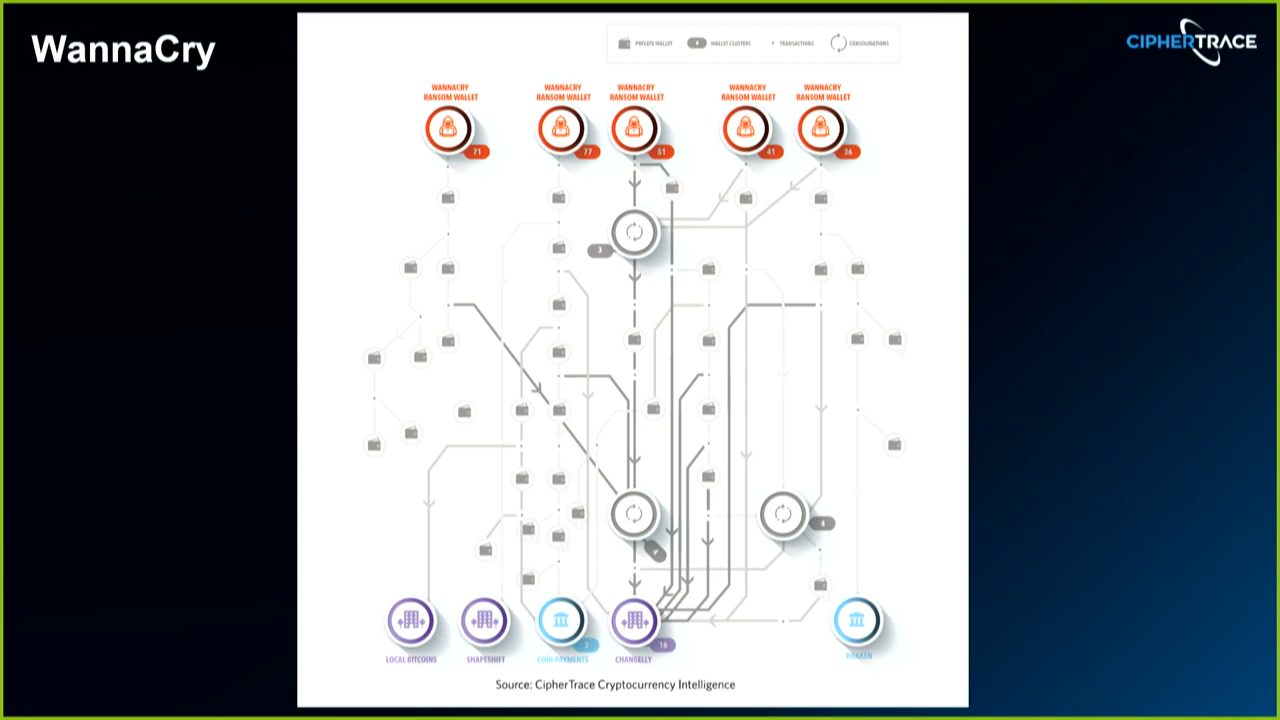 WannaCry
CIPHERTRACE
PRIVATE WALLET
WALLET CLUSTERS
TRANSACTIONS
CONSOLIDATIONS
WANNACRY
RANSOM WALLET
WANNACRY
RANSOM WALLET
WANNACRY
RANSOM WALLET
WANNACRY
RANSOM WALLET
WANNACRY
RANSOM WALLET
71
77
51
41
36
3
4
LOCAL BITCOINS
SHAPESHIFT
COIN PAYMENTS
CHANGELLY
16
KRAKEN
Source: CipherTrace Cryptocurrency Intelligence